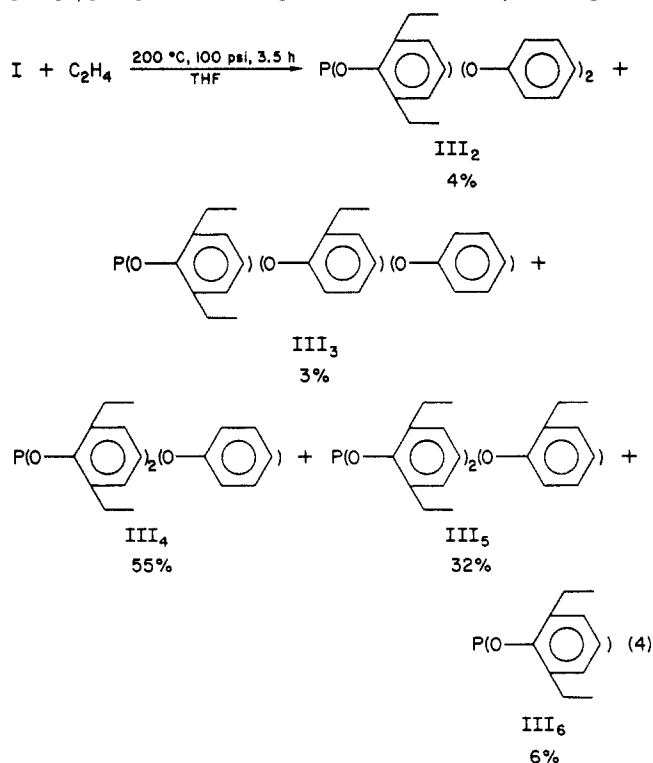 I + C₂H₄ 200 °C, 100 psi, 3.5 h THF P(O– ) (O– )₂ +
III₂
4%
P(O– ) (O– ) (O– ) +
III₃
3%
P(O– )₂(O– ) + P(O– )₂(O– ) +
III₄ III₅
55% 32%
P(O– ) (4)
III₆
6%